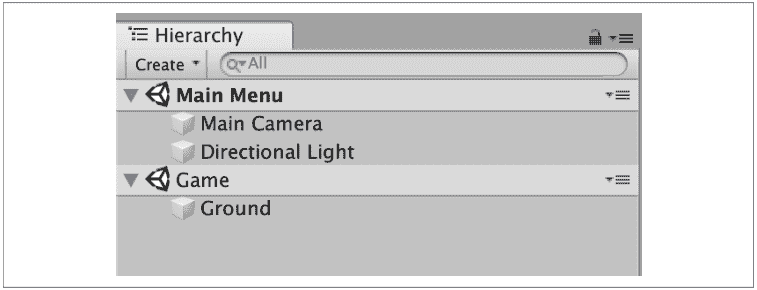 Hierarchy
Create All
Main Menu
Main Camera
Directional Light
Game
Ground